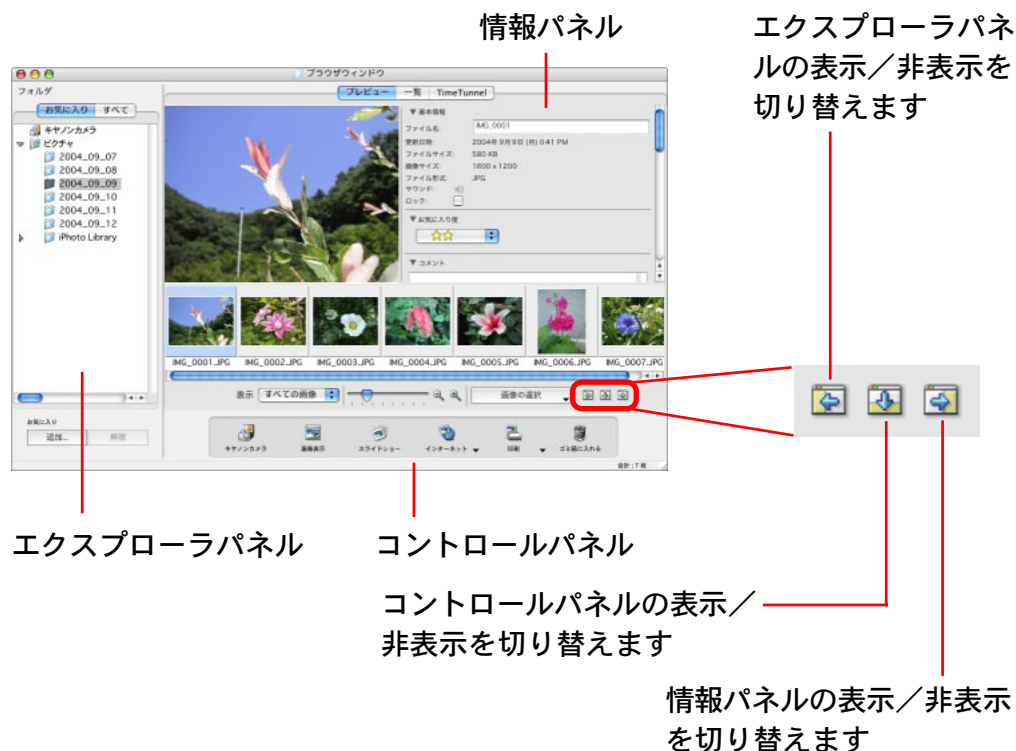 情報パネル
エクスプローラパネ
ルの表示／非表示を
切り替えます
ブラウザウィンドウ
フォルダ
お気に入り すべて
プレビュー 一覧 TimeTunnel
キヤノンカメラ
ピクチャ
2004_09_07
2004_09_08
2004_09_09
2004_09_10
2004_09_11
2004_09_12
iPhoto Library
▼ 基本情報
ファイル名: IMG_0001
更新日時: 2004年 9月 9日 (月) 0:41 PM
ファイルサイズ: 580 KB
画像サイズ: 1600 x 1200
ファイル形式: JPG
サウンド:
ロック:
▼ お気に入り度
▼ コメント
IMG_0001.JPG IMG_0002.JPG IMG_0003.JPG IMG_0004.JPG IMG_0005.JPG IMG_0006.JPG IMG_0007.JPG
表示 すべての画像 画像の選択
お気に入り
追加... 解除
キヤノンカメラ 画像表示 スライドショー インターネット 印刷 ゴミ箱に入れる
合計 : 7 枚
エクスプローラパネル
コントロールパネル
コントロールパネルの表示／
非表示を切り替えます
情報パネルの表示／非表示
を切り替えます